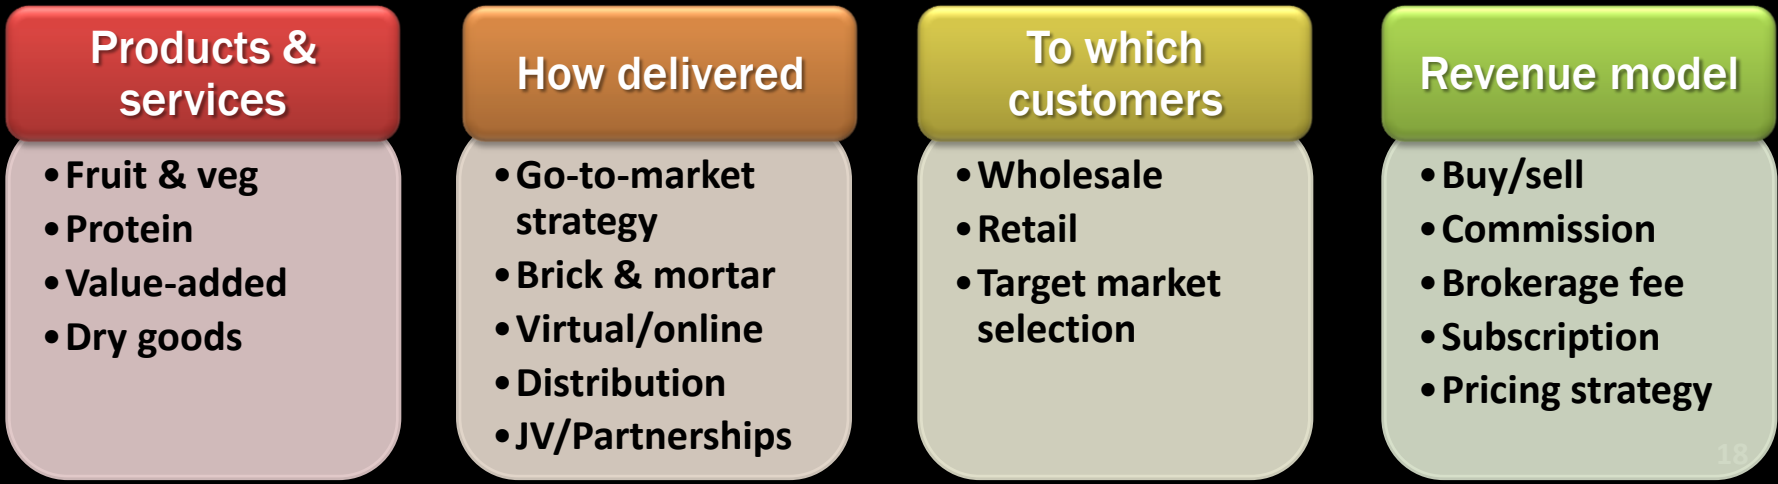 Products &
services
• Fruit & veg
• Protein
• Value-added
• Dry goods
How delivered
• Go-to-market
strategy
• Brick & mortar
• Virtual/online
• Distribution
• JV/Partnerships
To which
customers
• Wholesale
• Retail
• Target market
selection
Revenue model
• Buy/sell
• Commission
• Brokerage fee
• Subscription
• Pricing strategy
18